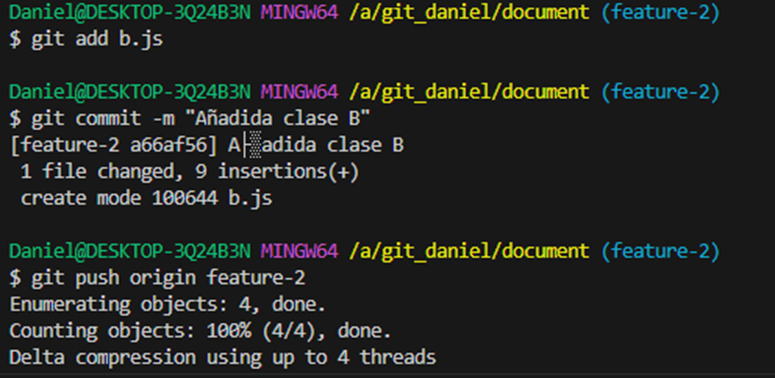 Daniel@DESKTOP-3Q24B3N MINGW64 /a/git_daniel/document (feature-2)
$ git add b.js
Daniel@DESKTOP-3Q24B3N MINGW64 /a/git_daniel/document (feature-2)
$ git commit -m "Añadida clase B"
[feature-2 a66af56] A├▒adida clase B
 1 file changed, 9 insertions(+)
 create mode 100644 b.js
Daniel@DESKTOP-3Q24B3N MINGW64 /a/git_daniel/document (feature-2)
$ git push origin feature-2
Enumerating objects: 4, done.
Counting objects: 100% (4/4), done.
Delta compression using up to 4 threads